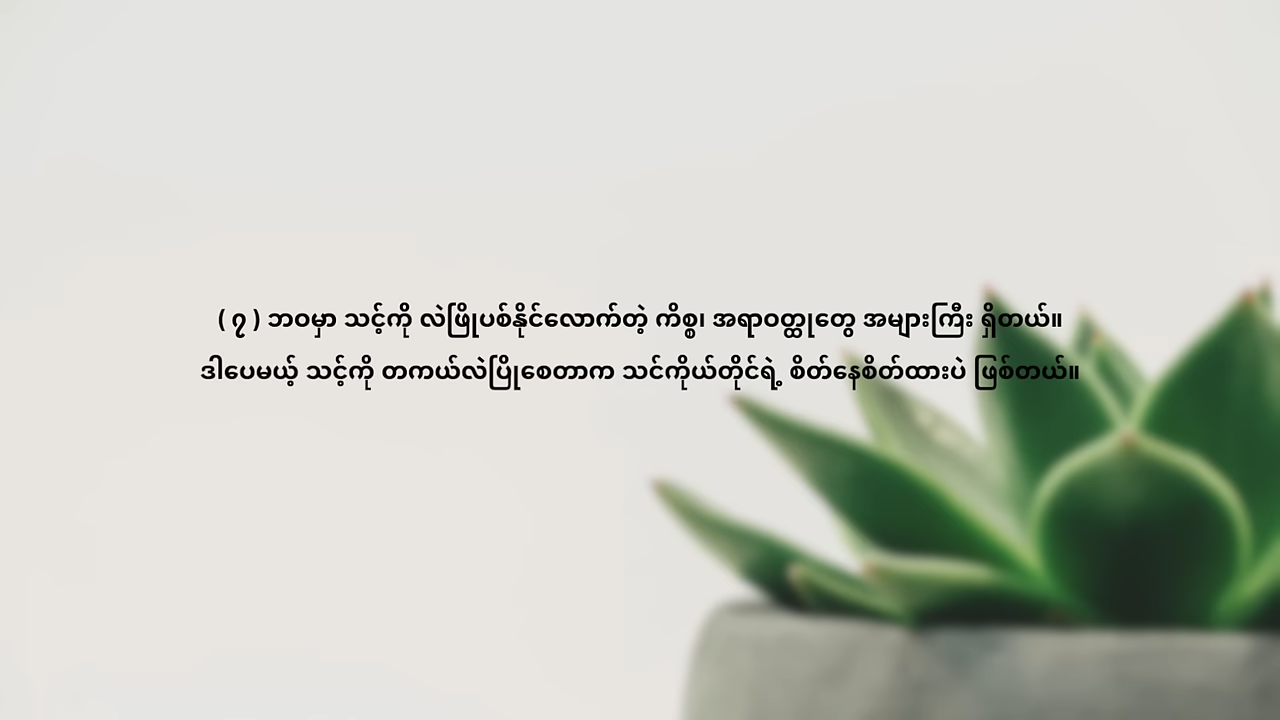 ( ၇ ) ဘဝမှာ သင့်ကို လဲဖြိုပစ်နိုင်လောက်တဲ့ ကိစ္စ၊ အရာဝတ္ထုတွေ အများကြီး ရှိတယ်။
ဒါပေမယ့် သင့်ကို တကယ်လဲပြိုစေတာက သင်ကိုယ်တိုင်ရဲ့ စိတ်နေစိတ်ထားပဲ ဖြစ်တယ်။